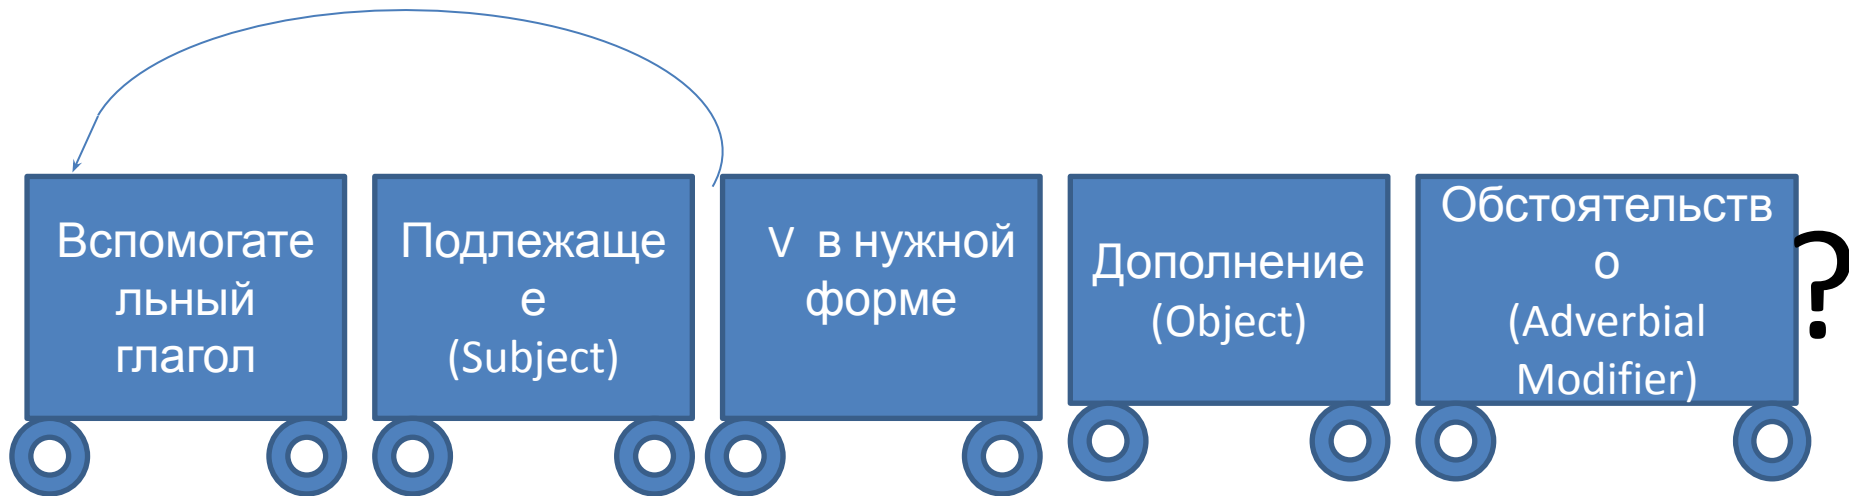 Вспомогате
льный
глагол
Подлежаще
е
(Subject)
V в нужной
форме
Дополнение
(Object)
Обстоятельств
о
(Adverbial
Modifier)
?